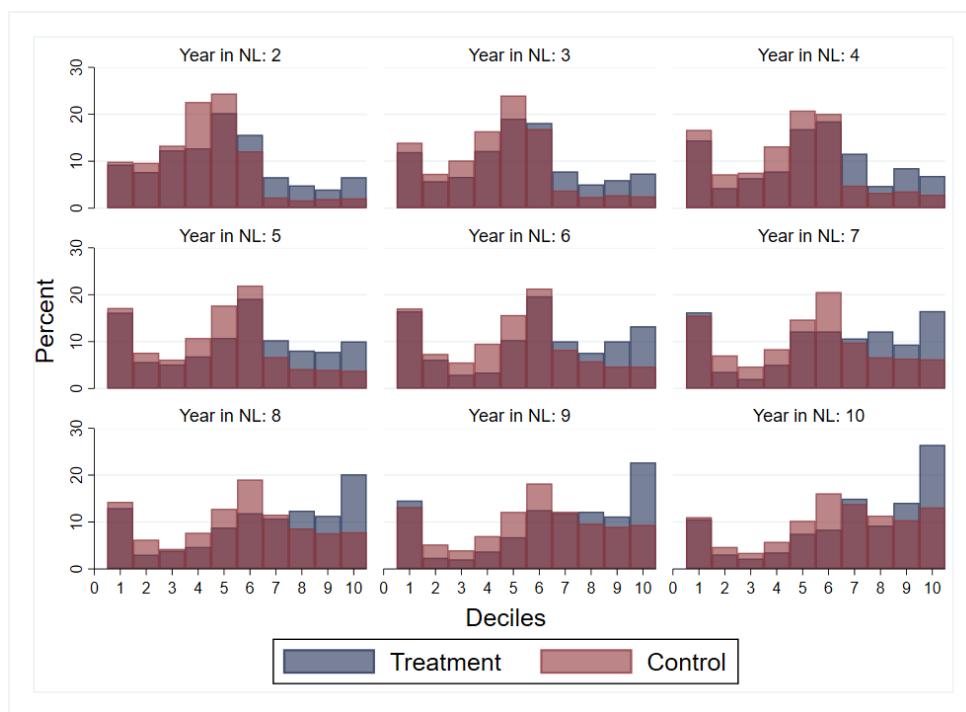 Year in NL: 2 Year in NL: 3 Year in NL: 4
30
20
10
0
Year in NL: 5 Year in NL: 6 Year in NL: 7
30
20
10
0
Year in NL: 8 Year in NL: 9 Year in NL: 10
30
20
10
0
Percent
0 1 2 3 4 5 6 7 8 9 10 0 1 2 3 4 5 6 7 8 9 10 0 1 2 3 4 5 6 7 8 9 10
Deciles
Treatment Control